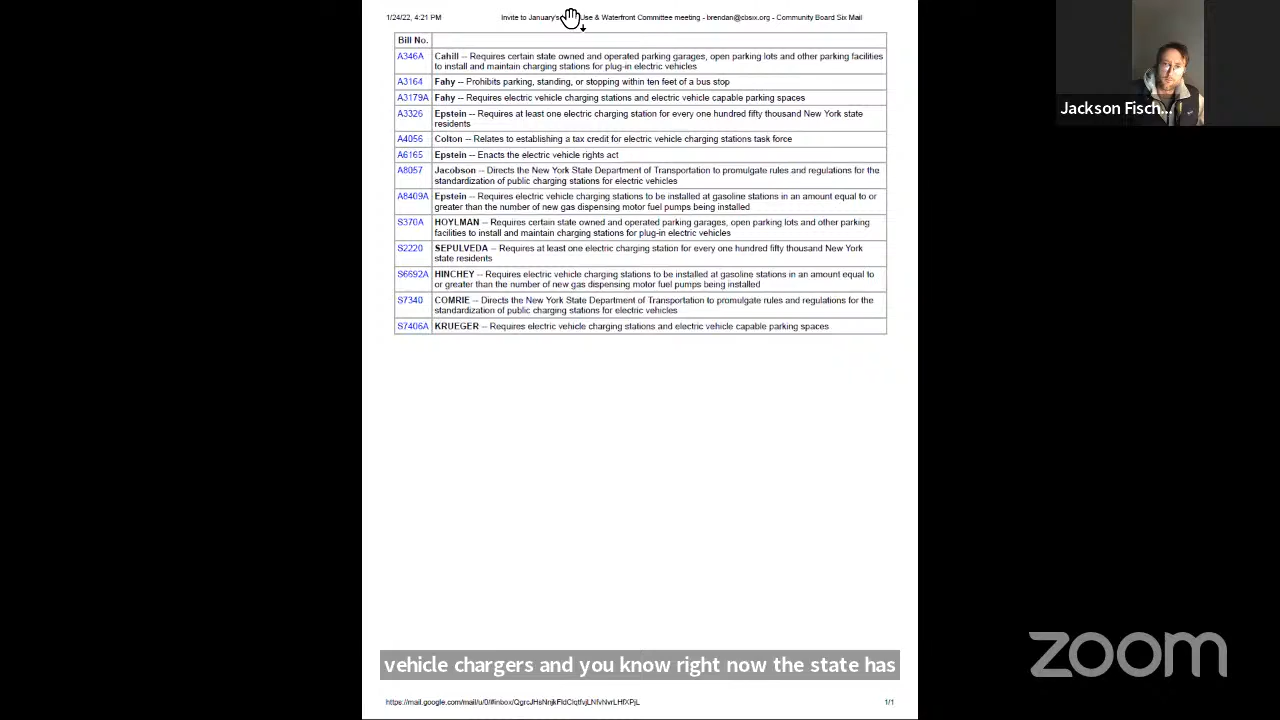 1/24/22, 4:21 PM Invite to January's Use & Waterfront Committee meeting - brendan@cbsix.org - Community Board Six Mail
Jackson Fisch...
Bill No.
A346A Cahill -- Requires certain state owned and operated parking garages, open parking lots and other parking facilities
to install and maintain charging stations for plug-in electric vehicles
A3164 Fahy -- Prohibits parking, standing, or stopping within ten feet of a bus stop
A3179A Fahy -- Requires electric vehicle charging stations and electric vehicle capable parking spaces
A3326 Epstein -- Requires at least one electric charging station for every one hundred fifty thousand New York state
residents
A4056 Colton -- Relates to establishing a tax credit for electric vehicle charging stations task force
A6165 Epstein -- Enacts the electric vehicle rights act
A8057 Jacobson -- Directs the New York State Department of Transportation to promulgate rules and regulations for the
standardization of public charging stations for electric vehicles
A8409A Epstein -- Requires electric vehicle charging stations to be installed at gasoline stations in an amount equal to or
greater than the number of new gas dispensing motor fuel pumps being installed
S370A HOYLMAN -- Requires certain state owned and operated parking garages, open parking lots and other parking
facilities to install and maintain charging stations for plug-in electric vehicles
S2220 SEPULVEDA -- Requires at least one electric charging station for every one hundred fifty thousand New York
state residents
S6692A HINCHEY -- Requires electric vehicle charging stations to be installed at gasoline stations in an amount equal to
or greater than the number of new gas dispensing motor fuel pumps being installed
S7340 COMRIE -- Directs the New York State Department of Transportation to promulgate rules and regulations for the
standardization of public charging stations for electric vehicles
S7406A KRUEGER -- Requires electric vehicle charging stations and electric vehicle capable parking spaces
vehicle chargers and you know right now the state has
zoom
1/1